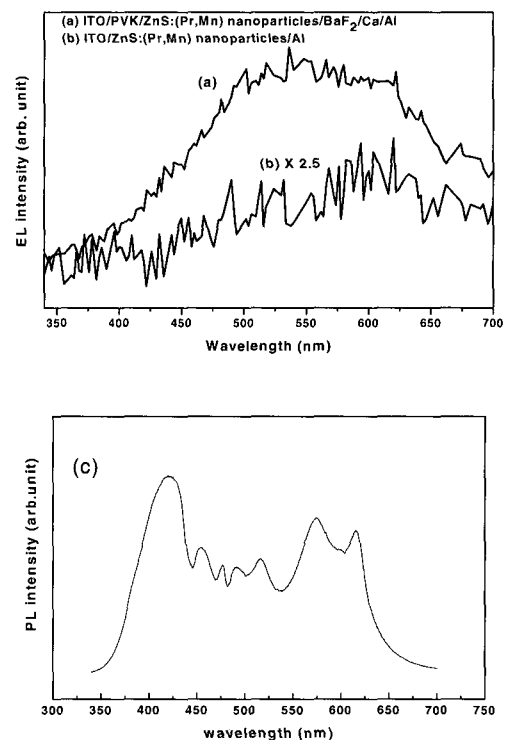 (a) ITO/PVK/ZnS:(Pr,Mn) nanoparticles/BaF2/Ca/Al
(b) ITO/ZnS:(Pr,Mn) nanoparticles/Al
(a)
(b) X 2.5
EL intensity (arb. unit)
350 400 450 500 550 600 650 700
Wavelength (nm)
(c)
PL intensity (arb.unit)
300 350 400 450 500 550 600 650 700 750
wavelength (nm)